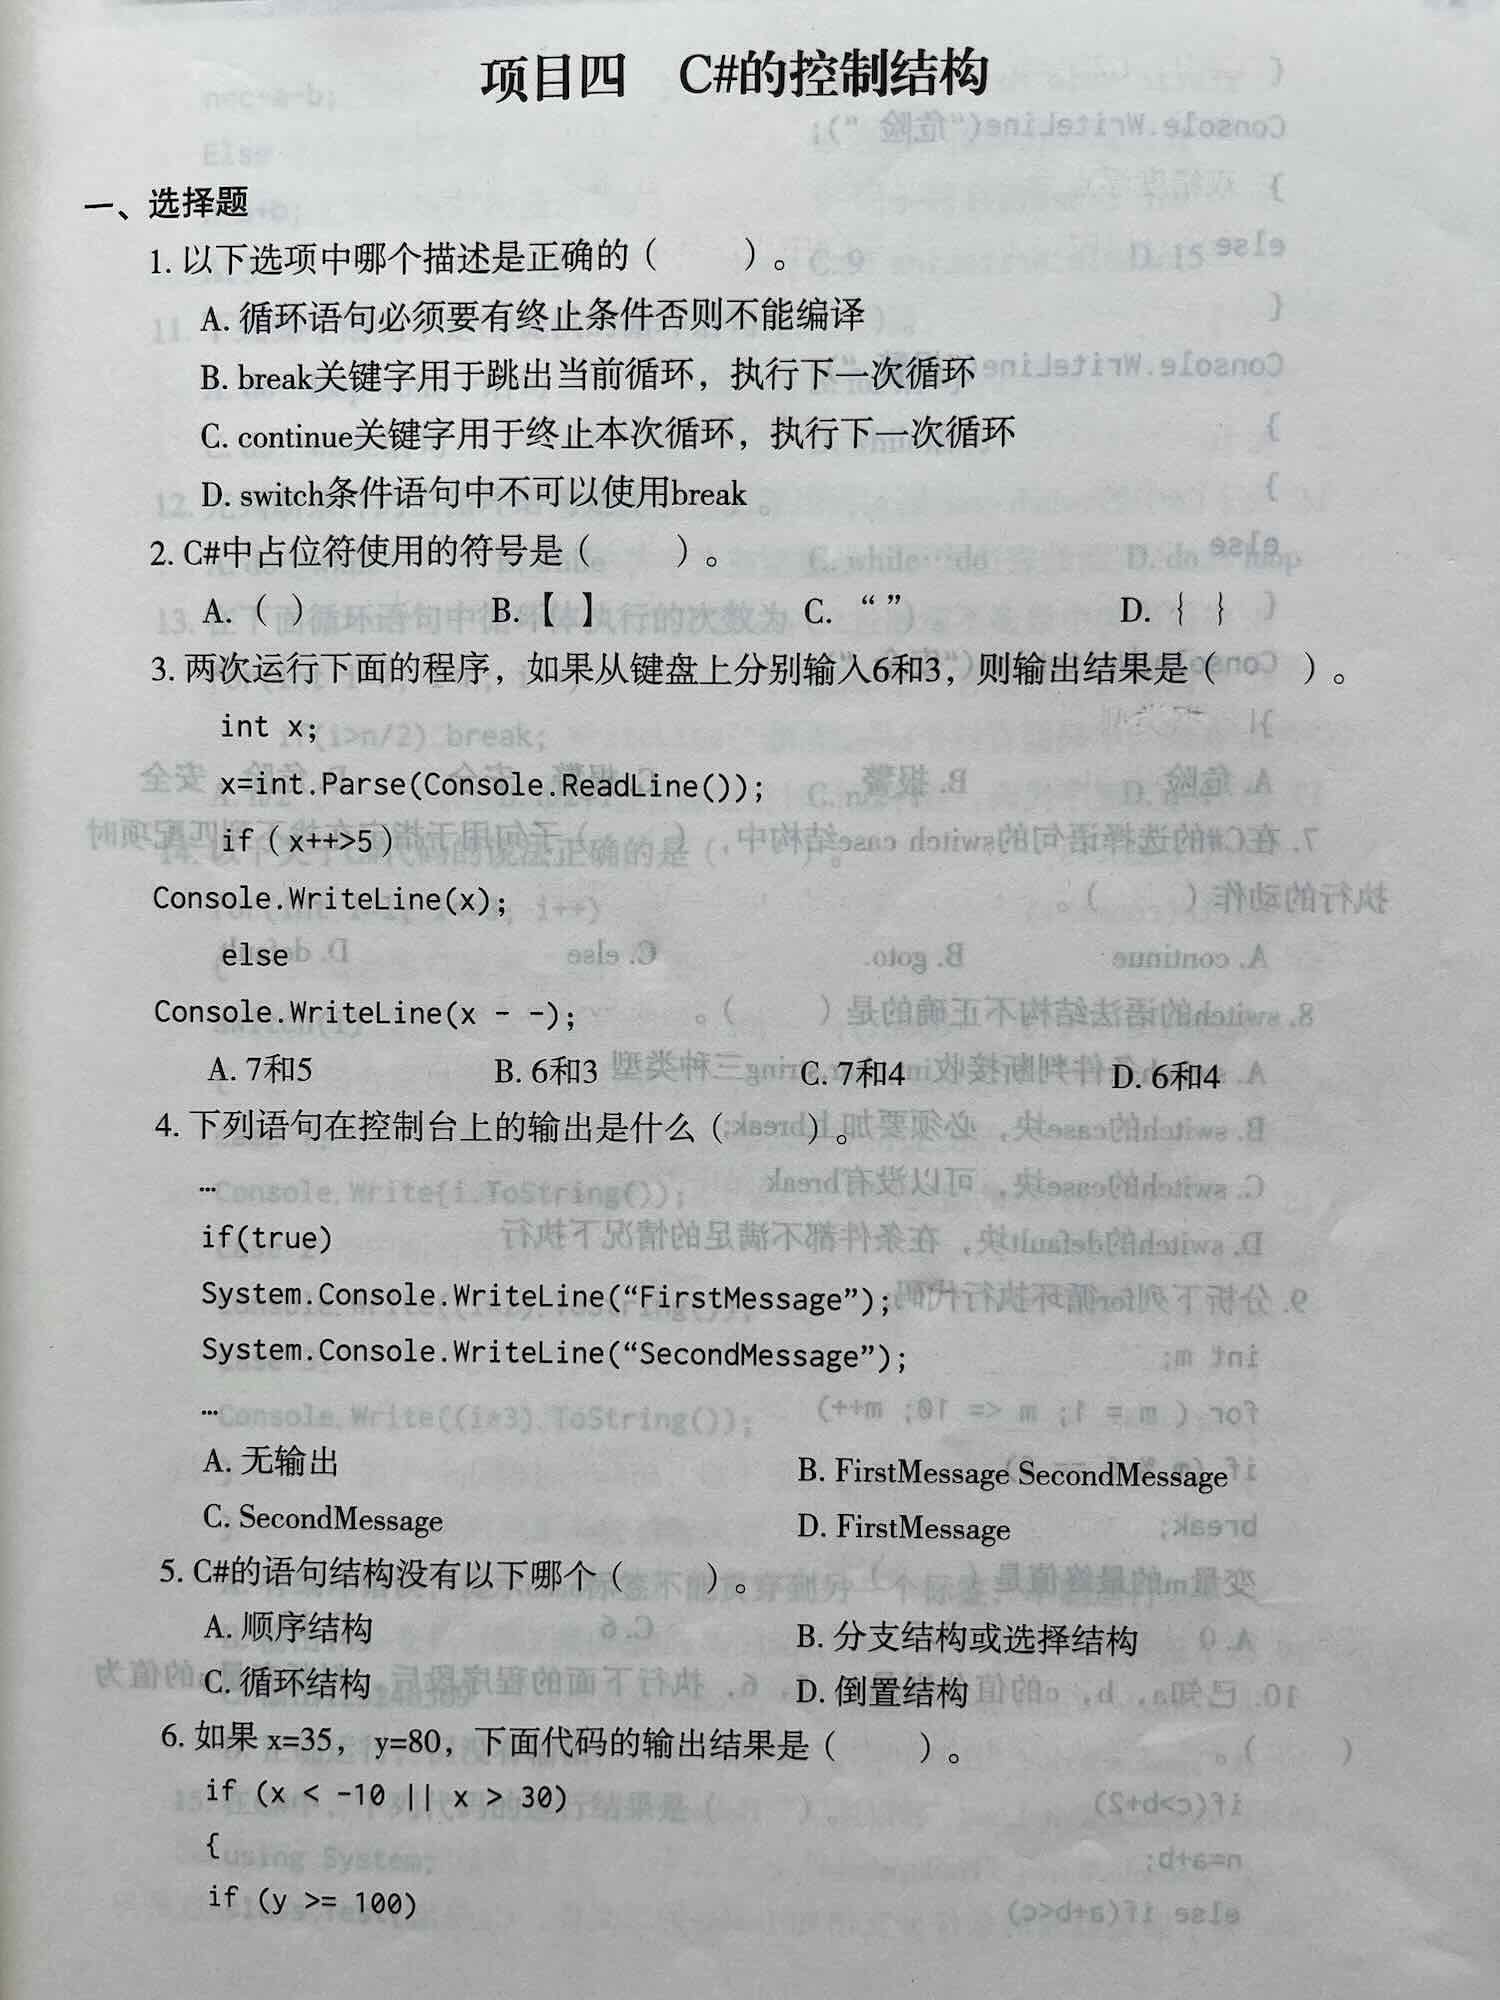 项目四 C#的控制结构
一、选择题
1. 以下选项中哪个描述是正确的（　　）。
A. 循环语句必须要有终止条件否则不能编译
B. break关键字用于跳出当前循环，执行下一次循环
C. continue关键字用于终止本次循环，执行下一次循环
D. switch条件语句中不可以使用break
2. C#中占位符使用的符号是（　　）。
A.（ ） B.【 】 C. “ ” D.｛ ｝
3. 两次运行下面的程序，如果从键盘上分别输入6和3，则输出结果是（　　）。
int x;
x=int.Parse(Console.ReadLine());
if（x++>5）
Console.WriteLine(x);
else
Console.WriteLine(x - -);
A. 7和5 B. 6和3 C. 7和4 D. 6和4
4. 下列语句在控制台上的输出是什么（　　）。
…
if(true)
System.Console.WriteLine(“FirstMessage”);
System.Console.WriteLine(“SecondMessage”);
…
A. 无输出 B. FirstMessage SecondMessage
C. SecondMessage D. FirstMessage
5. C#的语句结构没有以下哪个（　　）。
A. 顺序结构 B. 分支结构或选择结构
C. 循环结构 D. 倒置结构
6. 如果 x=35， y=80，下面代码的输出结果是（　　）。
if (x < -10 || x > 30)
{
if (y >= 100)